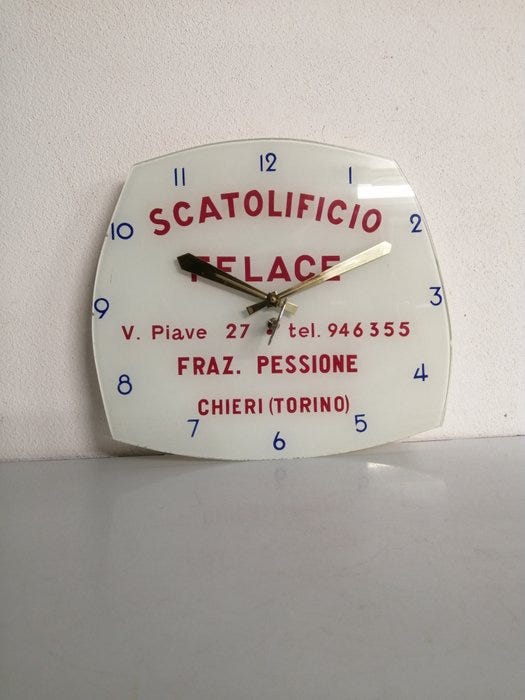 12
11 1
SCATOLIFICIO
10 2
FELACE
9 3
V. Piave 27 tel. 946355
FRAZ. PESSIONE
8 4
CHIERI (TORINO)
7 5
6